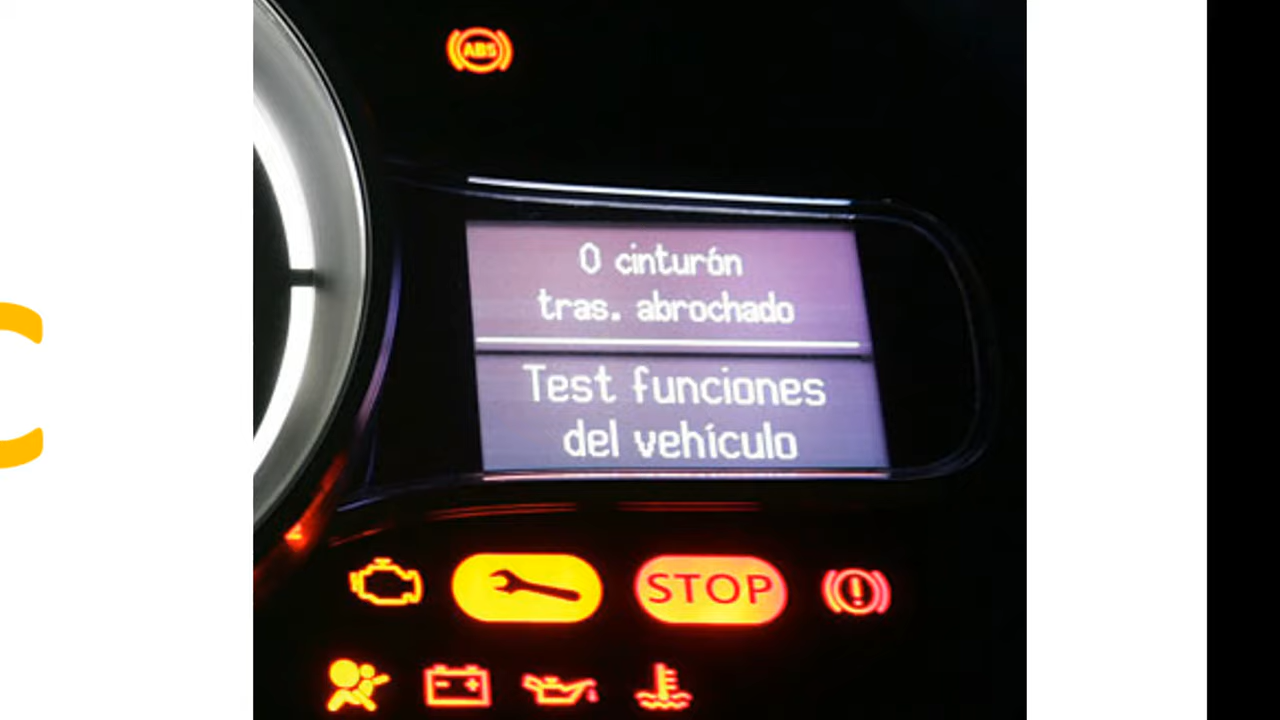 ABS
0 cinturón
tras. abrochado
Test funciones
del vehículo
STOP